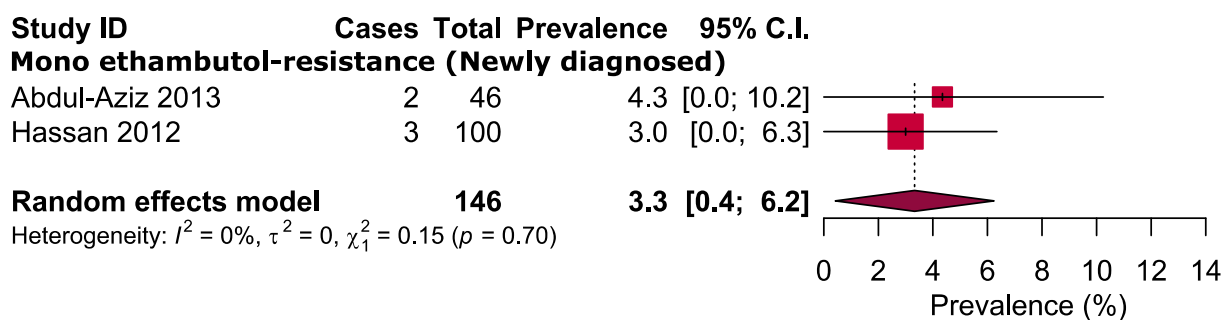 Study ID Cases Total Prevalence 95% C.I.
Mono ethambutol-resistance (Newly diagnosed)
Abdul-Aziz 2013 2 46 4.3 [0.0; 10.2]
Hassan 2012 3 100 3.0 [0.0; 6.3]
Random effects model 146 3.3 [0.4; 6.2]
Heterogeneity: I² = 0%, τ² = 0, χ²₁ = 0.15 (p = 0.70)
0 2 4 6 8 10 12 14
Prevalence (%)